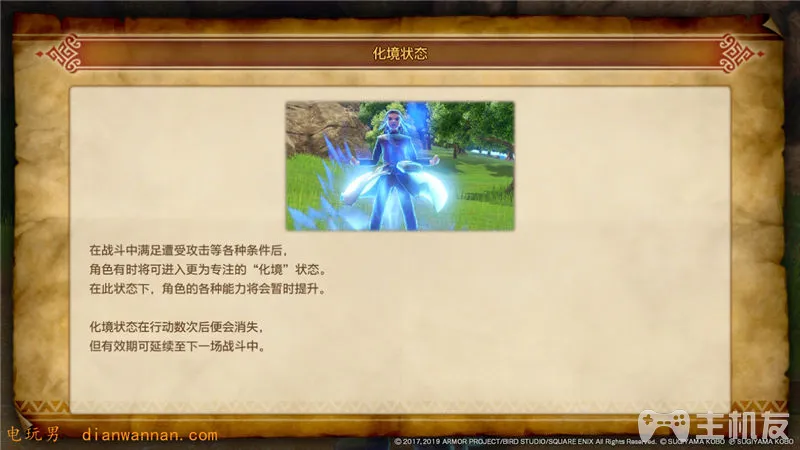 化境状态
在战斗中满足遭受攻击等各种条件后，
角色有时将可进入更为专注的“化境”状态。
在此状态下，角色的各种能力将会暂时提升。
化境状态在行动数次后便会消失，
但有效期可延续至下一场战斗中。
电玩男 dianwannan.com
主机友
©2017, 2019 ARMOR PROJECT/BIRD STUDIO/SQUARE ENIX All Rights Reserved. ©SUGIYAMA KOBO ℗SUGIYAMA KOBO